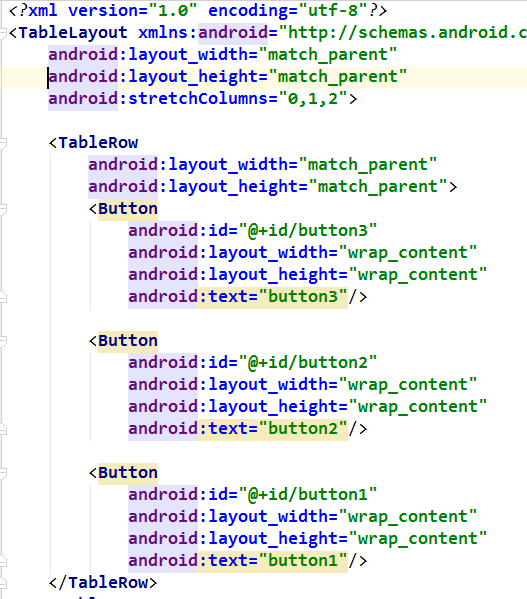 <?xml version="1.0" encoding="utf-8"?>
<TableLayout xmlns:android="http://schemas.android.c
android:layout_width="match_parent"
android:layout_height="match_parent"
android:stretchColumns="0,1,2">
<TableRow
android:layout_width="match_parent"
android:layout_height="match_parent">
<Button
android:id="@+id/button3"
android:layout_width="wrap_content"
android:layout_height="wrap_content"
android:text="button3"/>
<Button
android:id="@+id/button2"
android:layout_width="wrap_content"
android:layout_height="wrap_content"
android:text="button2"/>
<Button
android:id="@+id/button1"
android:layout_width="wrap_content"
android:layout_height="wrap_content"
android:text="button1"/>
</TableRow>